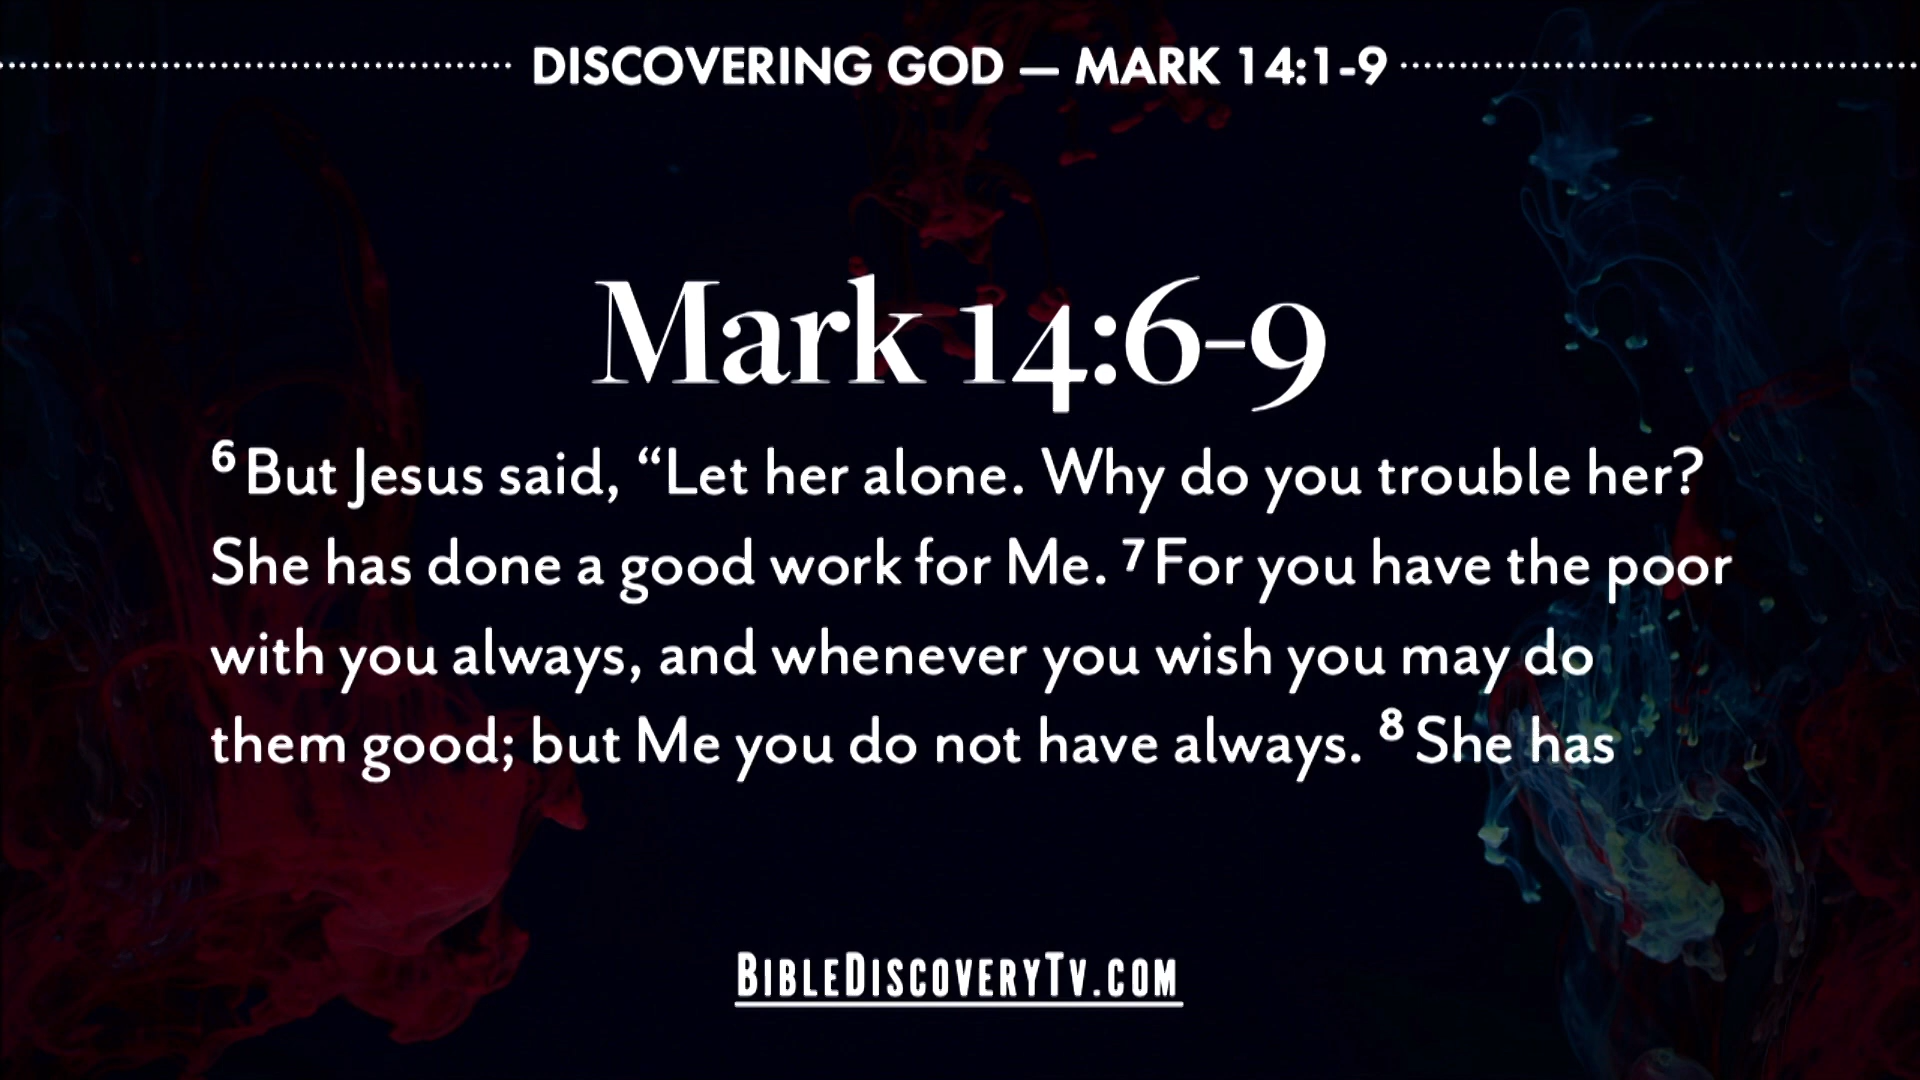 DISCOVERING GOD — MARK 14:1-9
Mark 14:6-9
⁶ But Jesus said, “Let her alone. Why do you trouble her?
She has done a good work for Me. ⁷ For you have the poor
with you always, and whenever you wish you may do
them good; but Me you do not have always. ⁸ She has
BIBLEDISCOVERYTV.COM